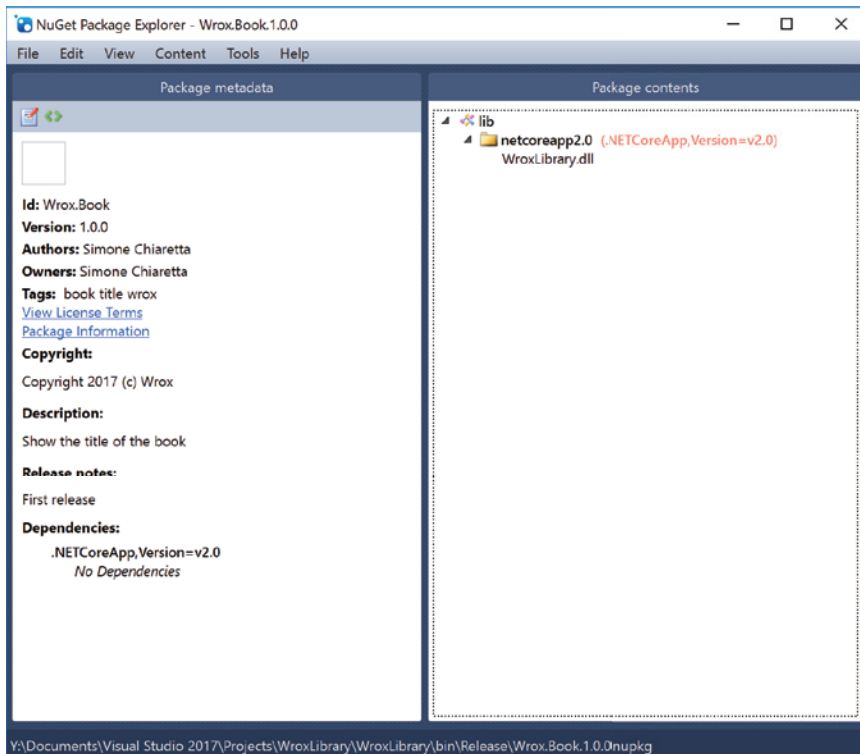 NuGet Package Explorer - Wrox.Book.1.0.0
File Edit View Content Tools Help
Package metadata
Id: Wrox.Book
Version: 1.0.0
Authors: Simone Chiaretta
Owners: Simone Chiaretta
Tags: book title wrox
View License Terms
Package Information
Copyright:
Copyright 2017 (c) Wrox
Description:
Show the title of the book
Release notes:
First release
Dependencies:
.NETCoreApp,Version=v2.0
No Dependencies
Package contents
lib
netcoreapp2.0 (.NETCoreApp,Version=v2.0)
WroxLibrary.dll
Y:\Documents\Visual Studio 2017\Projects\WroxLibrary\WroxLibrary\bin\Release\Wrox.Book.1.0.0nupkg